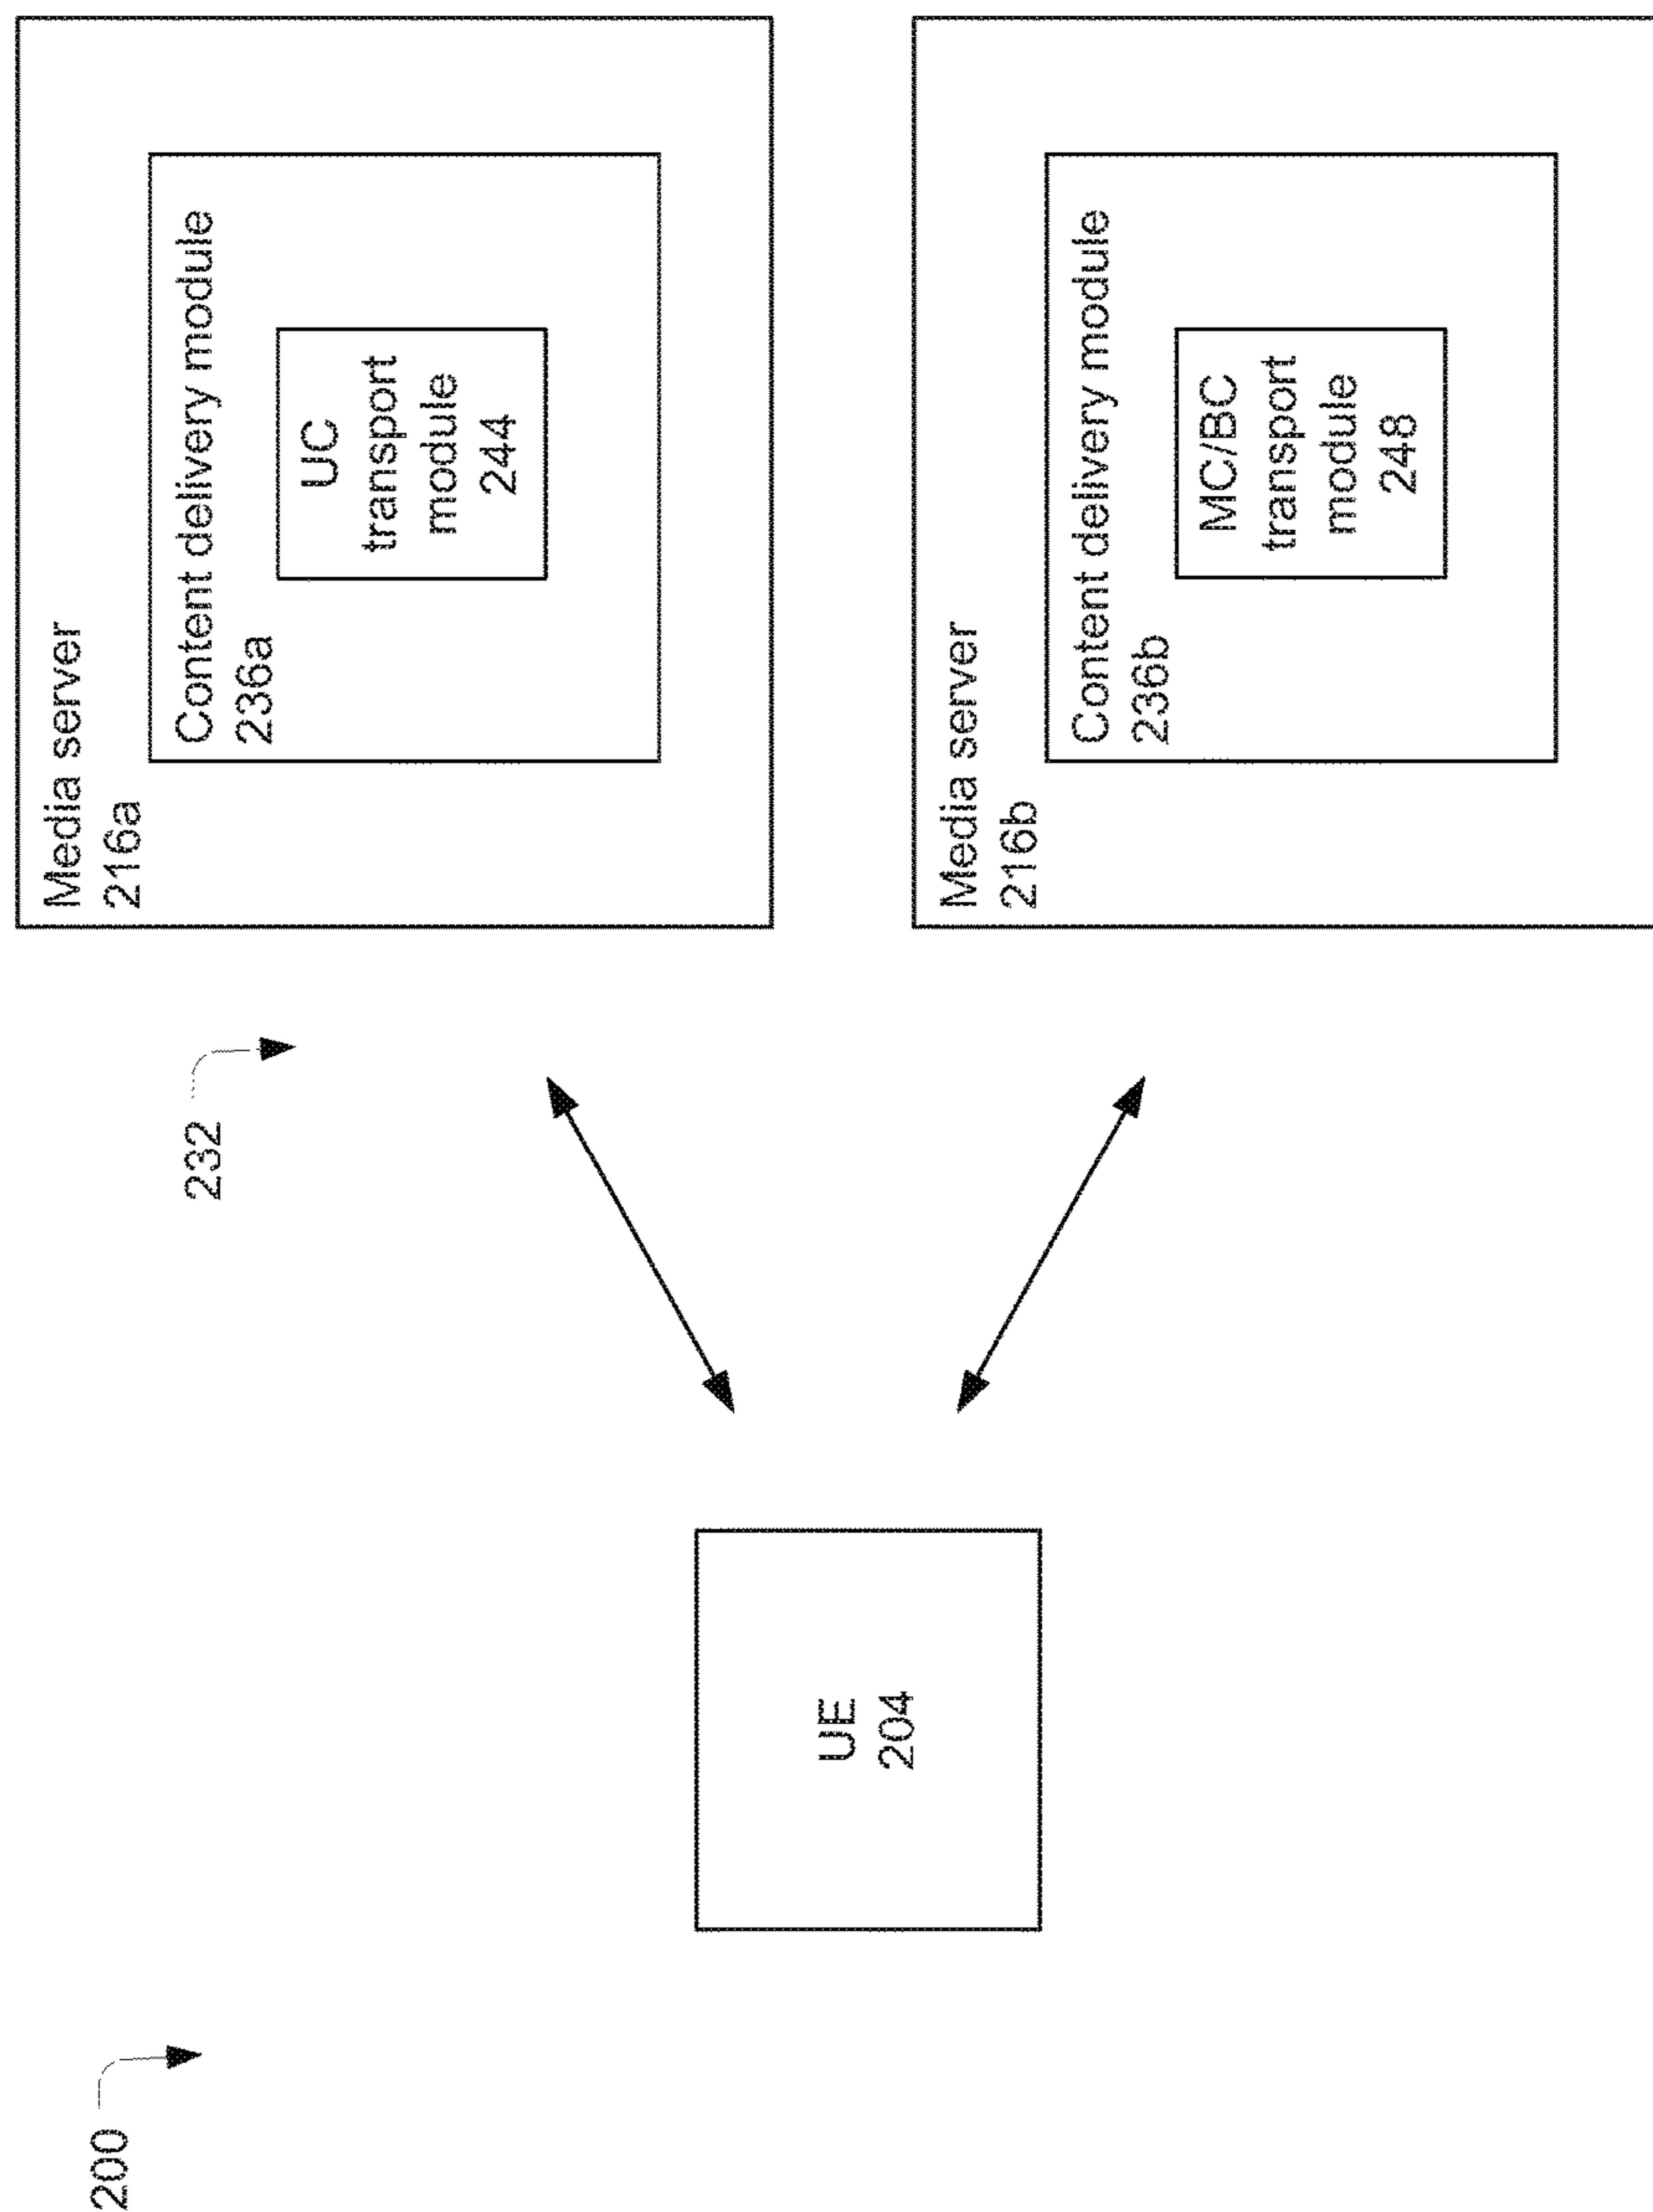 200
232
Media server
216a
Content delivery module
236a
UC
transport
module
244
UE
204
Media server
216b
Content delivery module
236b
MC/BC
transport
module
248